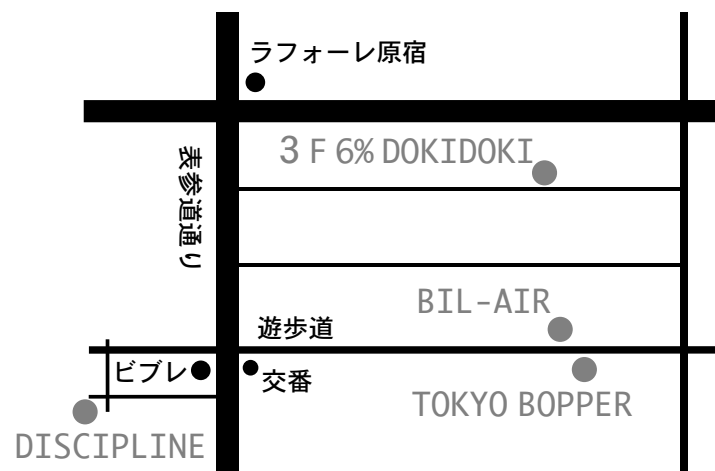 ラフォーレ原宿
3 F 6% DOKIDOKI
表参道通り
BIL-AIR
遊歩道
ビブレ
交番
TOKYO BOPPER
DISCIPLINE